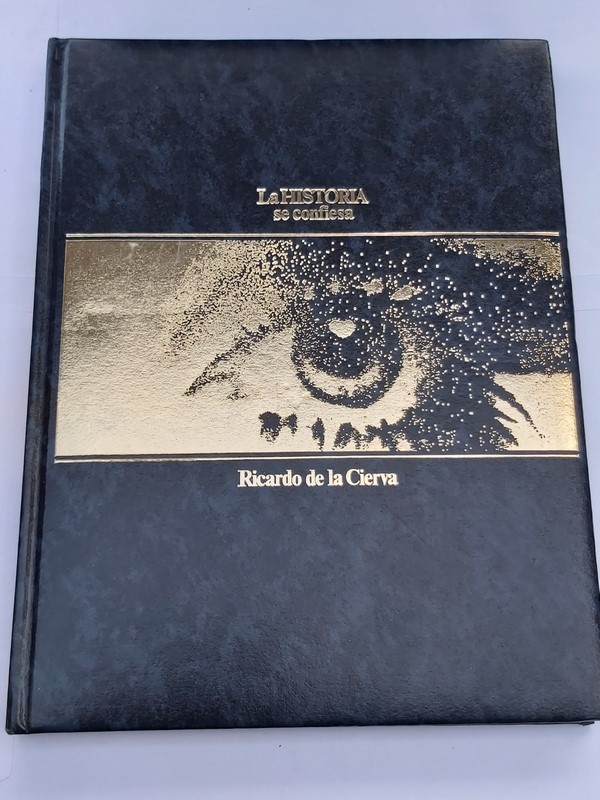 La HISTORIA
se confiesa
Ricardo de la Cierva